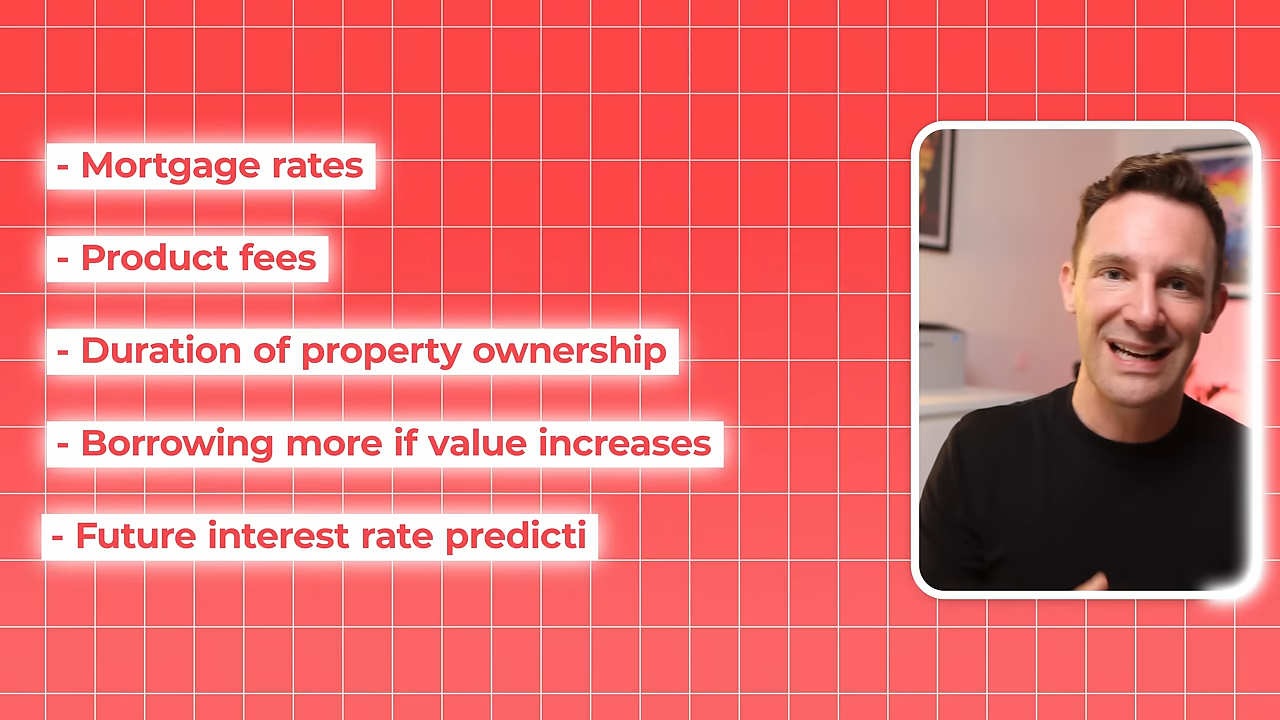 - Mortgage rates
- Product fees
- Duration of property ownership
- Borrowing more if value increases
- Future interest rate predicti